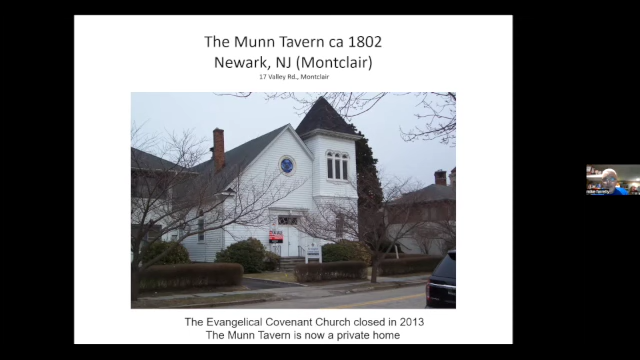 The Munn Tavern ca 1802
Newark, NJ (Montclair)
17 Valley Rd., Montclair
The Evangelical Covenant Church closed in 2013
The Munn Tavern is now a private home